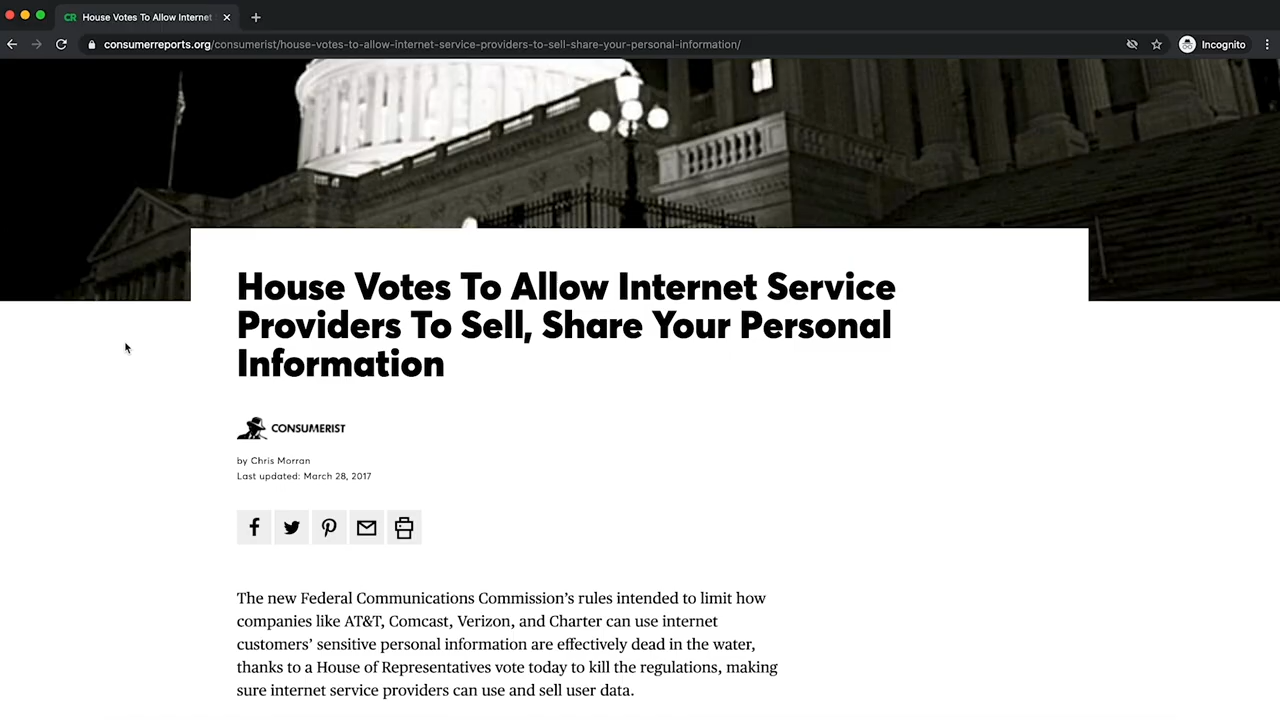 CR House Votes To Allow Internet
consumerreports.org/consumerist/house-votes-to-allow-internet-service-providers-to-sell-share-your-personal-information/
Incognito
House Votes To Allow Internet Service
Providers To Sell, Share Your Personal
Information
CONSUMERIST
by Chris Morran
Last updated: March 28, 2017
The new Federal Communications Commission’s rules intended to limit how
companies like AT&T, Comcast, Verizon, and Charter can use internet
customers’ sensitive personal information are effectively dead in the water,
thanks to a House of Representatives vote today to kill the regulations, making
sure internet service providers can use and sell user data.